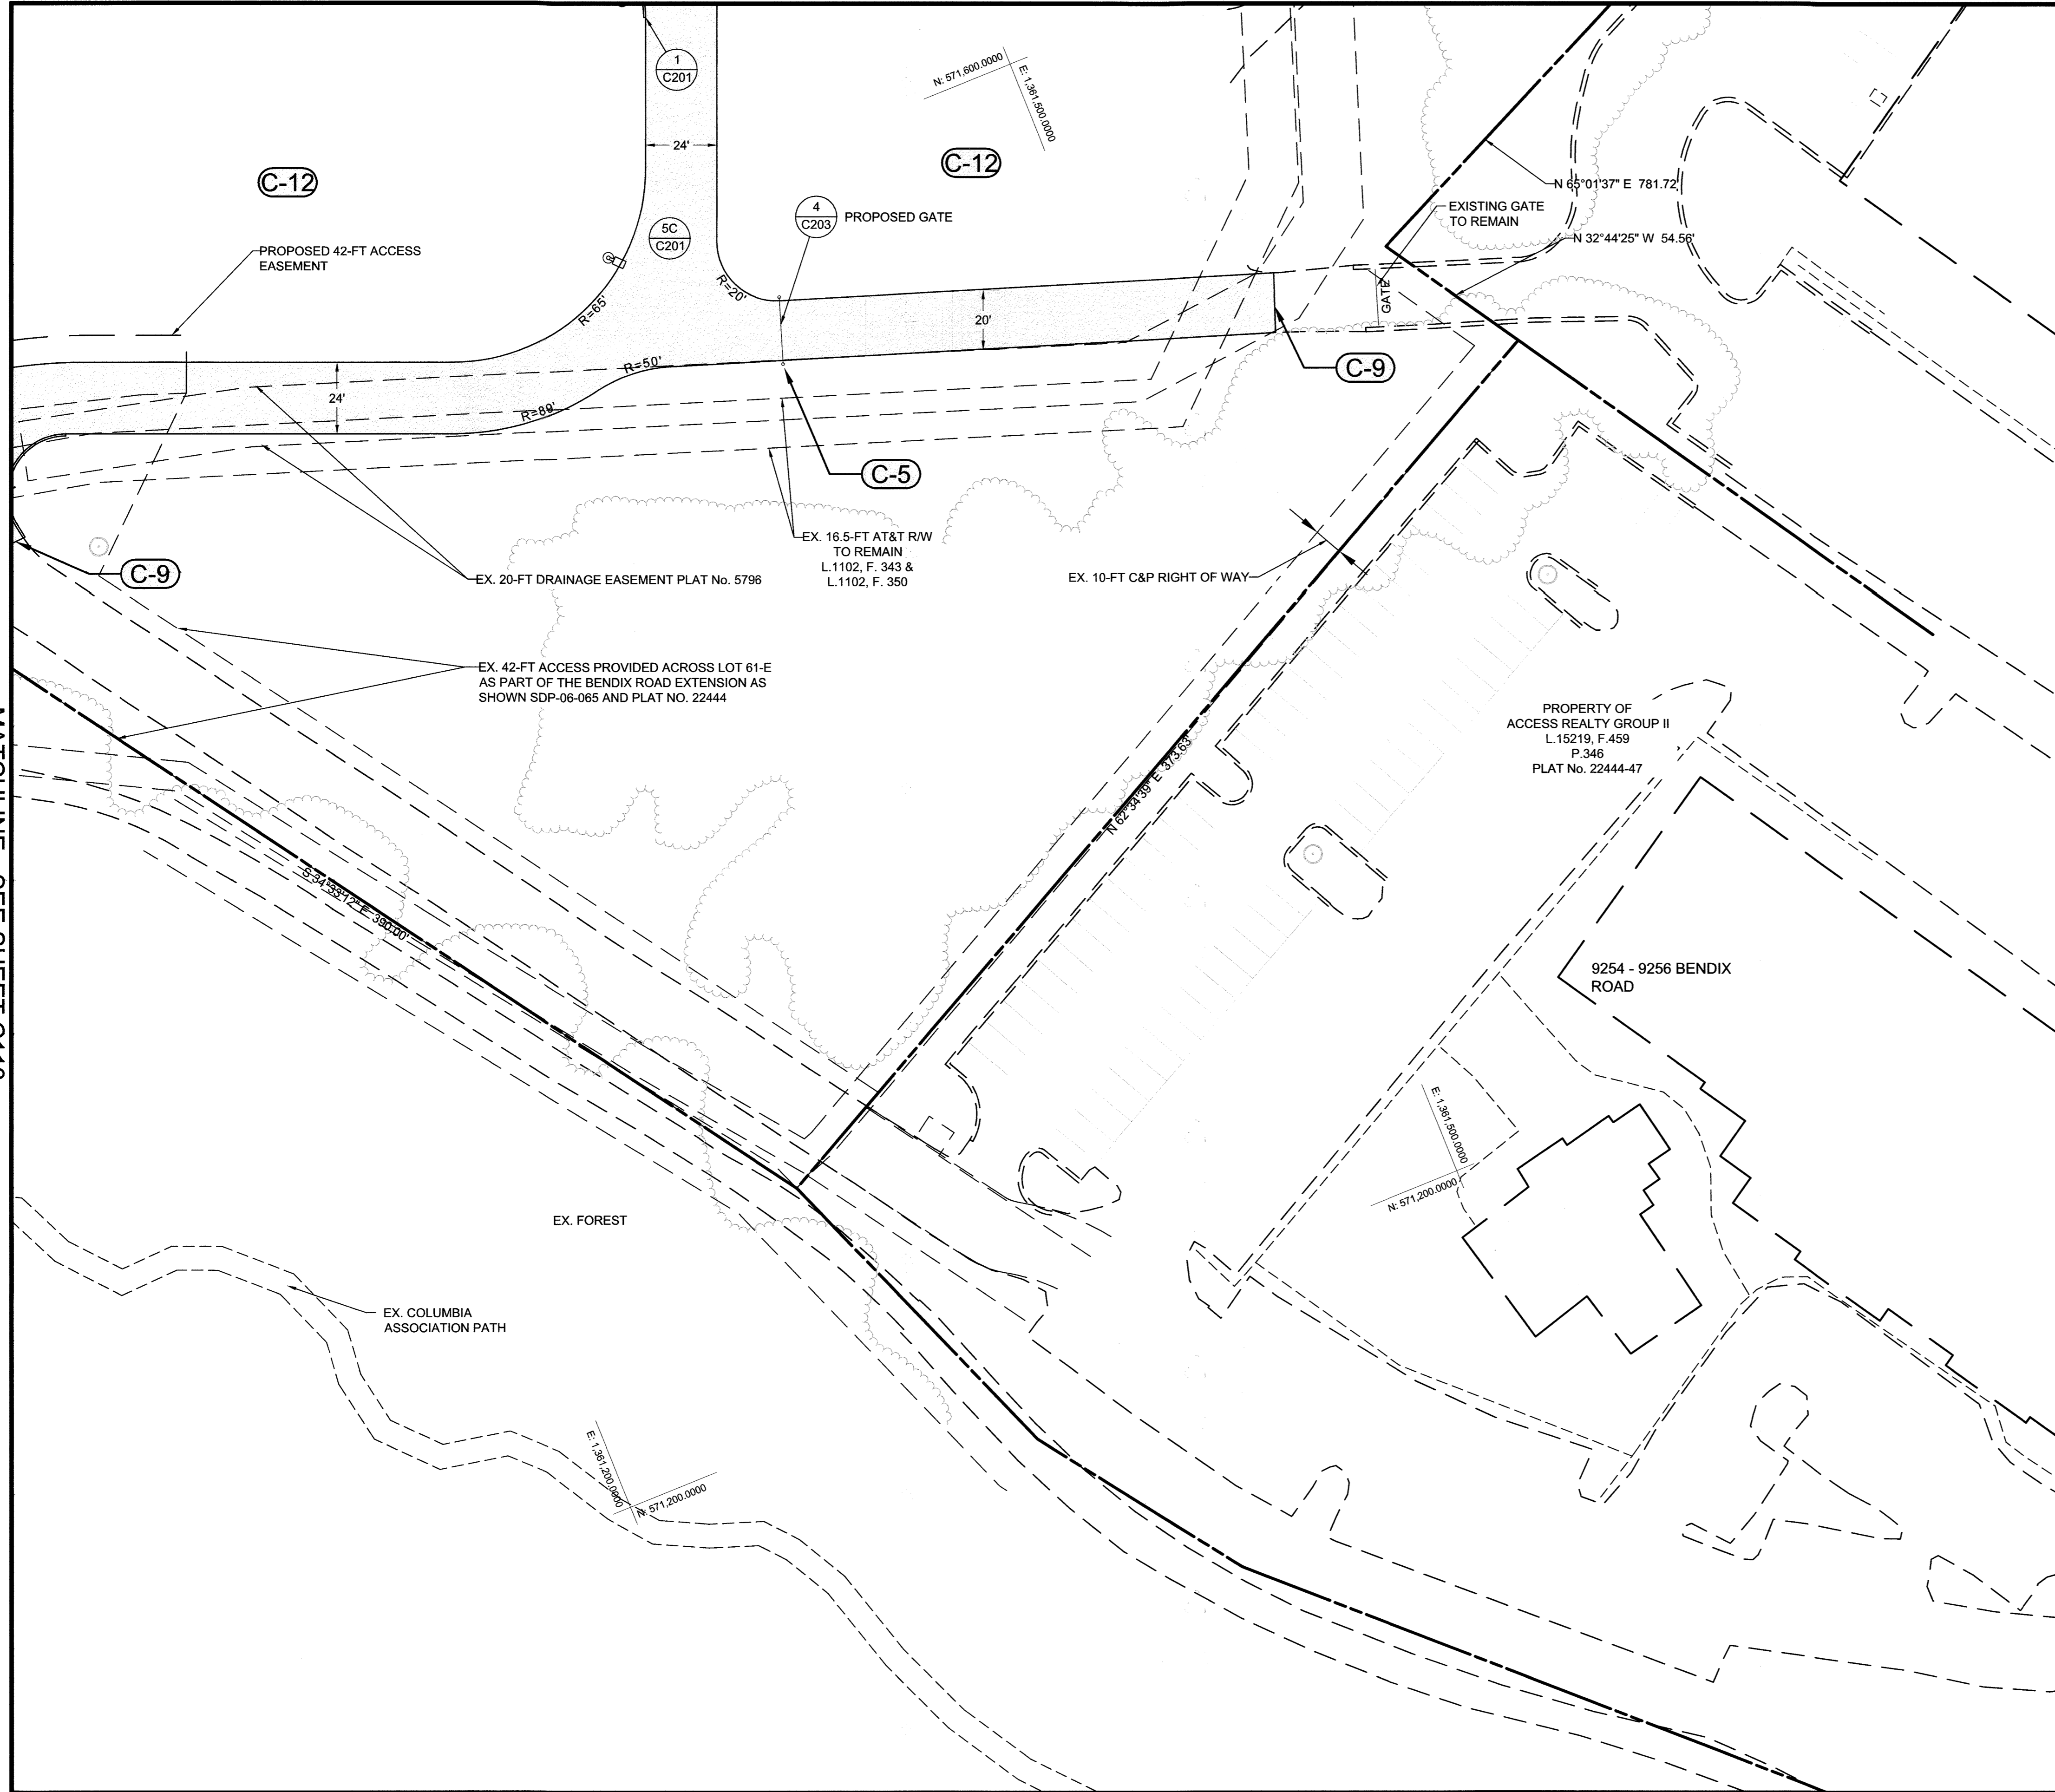 1
C201
N: 571,600.0000
E: 1,361,500.0000
24'
C-12
C-12
N 65°01'37" E 781.72'
4
C203
PROPOSED GATE
EXISTING GATE
TO REMAIN
5C
C201
N 32°44'25" W 54.56'
PROPOSED 42-FT ACCESS
EASEMENT
R=20'
R=65'
GATE
20'
R=50'
C-9
24'
R=89'
C-5
EX. 16.5-FT AT&T R/W
TO REMAIN
L.1102, F. 343 &
L.1102, F. 350
C-9
EX. 20-FT DRAINAGE EASEMENT PLAT No. 5796
EX. 10-FT C&P RIGHT OF WAY
EX. 42-FT ACCESS PROVIDED ACROSS LOT 61-E
AS PART OF THE BENDIX ROAD EXTENSION AS
SHOWN SDP-06-065 AND PLAT NO. 22444
PROPERTY OF
ACCESS REALTY GROUP II
L.15219, F.459
P.346
PLAT No. 22444-47
N 62°34'39" E 373.63'
S 34°33'12" E 390.00'
9254 - 9256 BENDIX
ROAD
E: 1,361,500.0000
N: 571,200.0000
EX. FOREST
EX. COLUMBIA
ASSOCIATION PATH
E: 1,361,200.0000
N: 571,200.0000